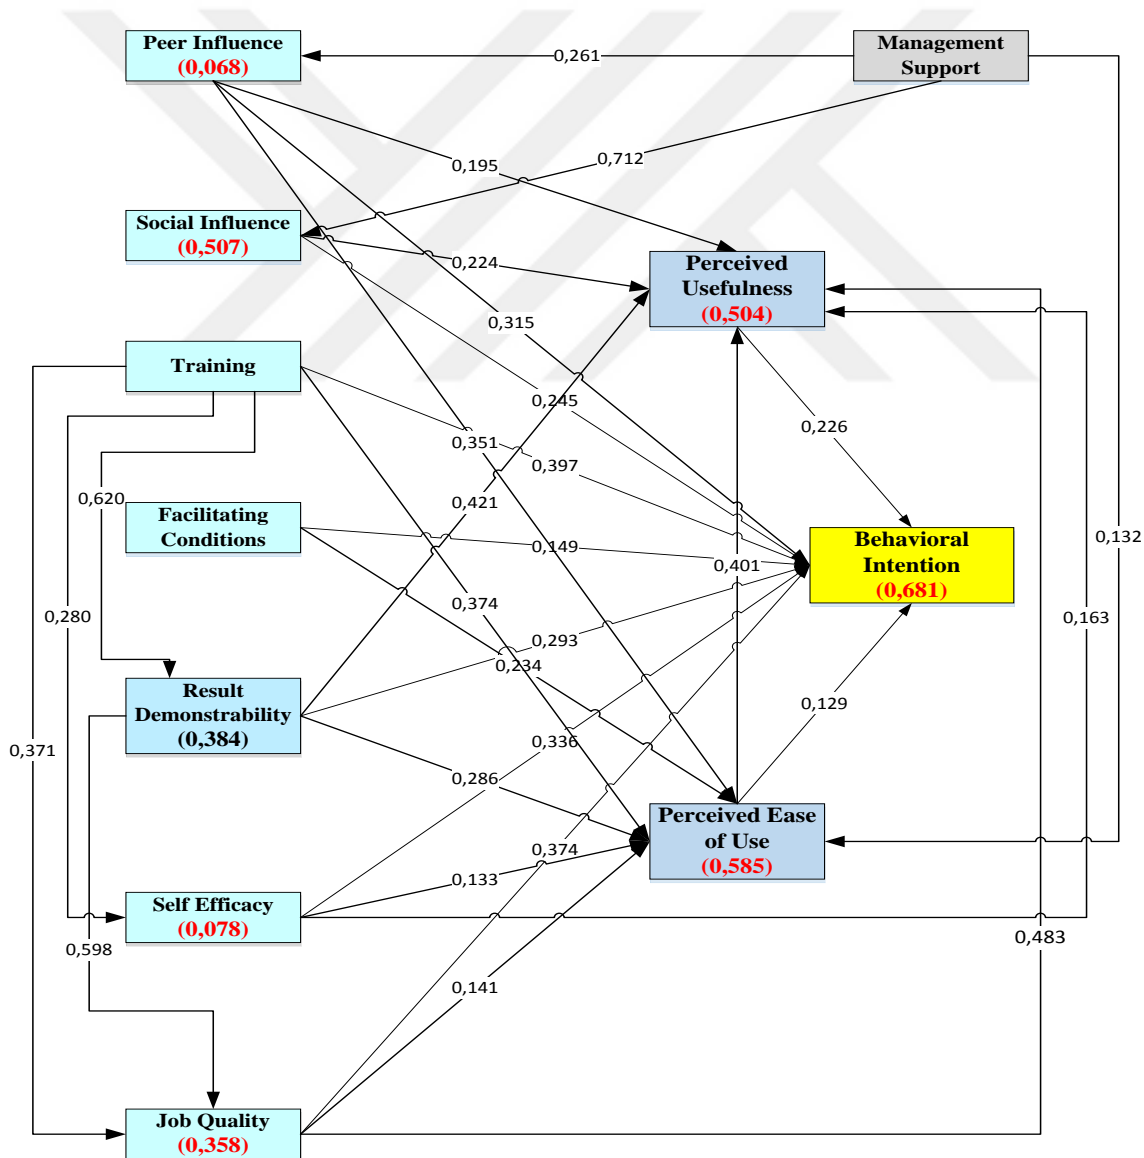 Peer Influence
(0,068)
Management
Support
0,261
0,195
0,712
Social Influence
(0,507)
0,224
Perceived
Usefulness
(0,504)
0,315
Training
0,245
0,226
0,351
0,397
0,620
0,421
Facilitating
Conditions
0,149
0,401
Behavioral
Intention
(0,681)
0,132
0,280
0,374
0,163
0,293
0,234
Result
Demonstrability
(0,384)
0,129
0,371
0,336
0,286
Perceived Ease
of Use
(0,585)
0,374
0,133
Self Efficacy
(0,078)
0,598
0,483
0,141
Job Quality
(0,358)